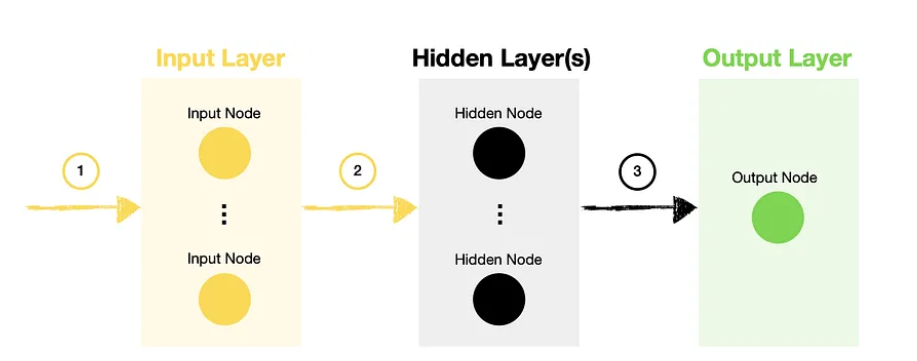 Input Layer
Hidden Layer(s)
Output Layer
Input Node
Hidden Node
1
2
3
Output Node
Input Node
Hidden Node